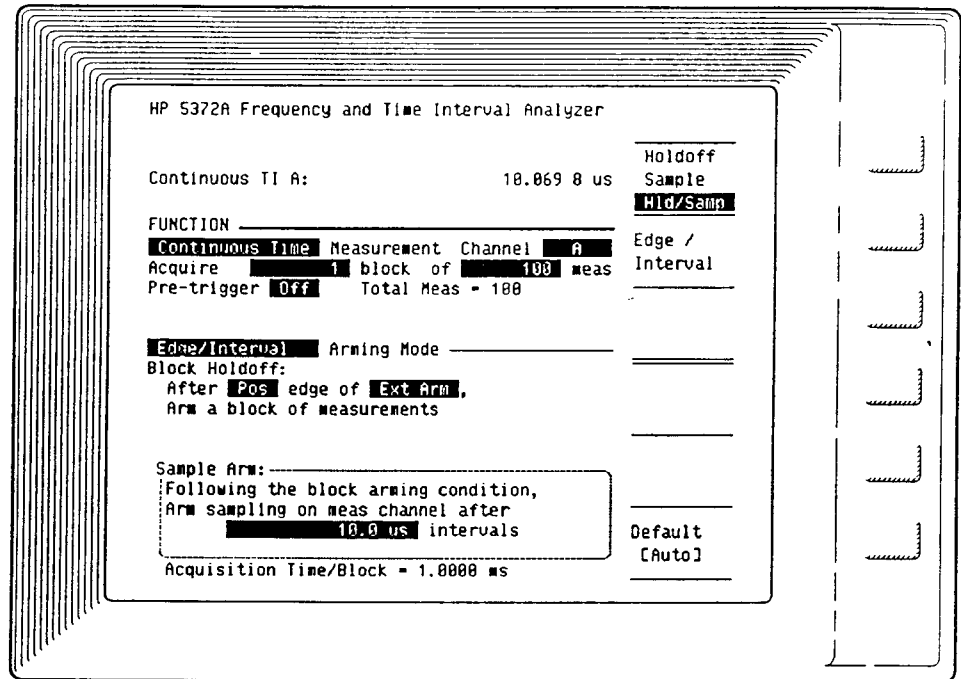 HP 5372A Frequency and Time Interval Analyzer
Continuous TI A: 10.069 8 us
FUNCTION
Continuous Time Measurement Channel A
Acquire 1 block of 100 meas
Pre-trigger Off Total Meas = 100
Edge/Interval Arming Mode
Block Holdoff:
After Pos edge of Ext Arm,
Arm a block of measurements
Sample Arm:
Following the block arming condition,
Arm sampling on meas channel after
10.0 us intervals
Acquisition Time/Block = 1.0000 ms
Holdoff
Sample
Hld/Samp
Edge /
Interval
Default
[Auto]